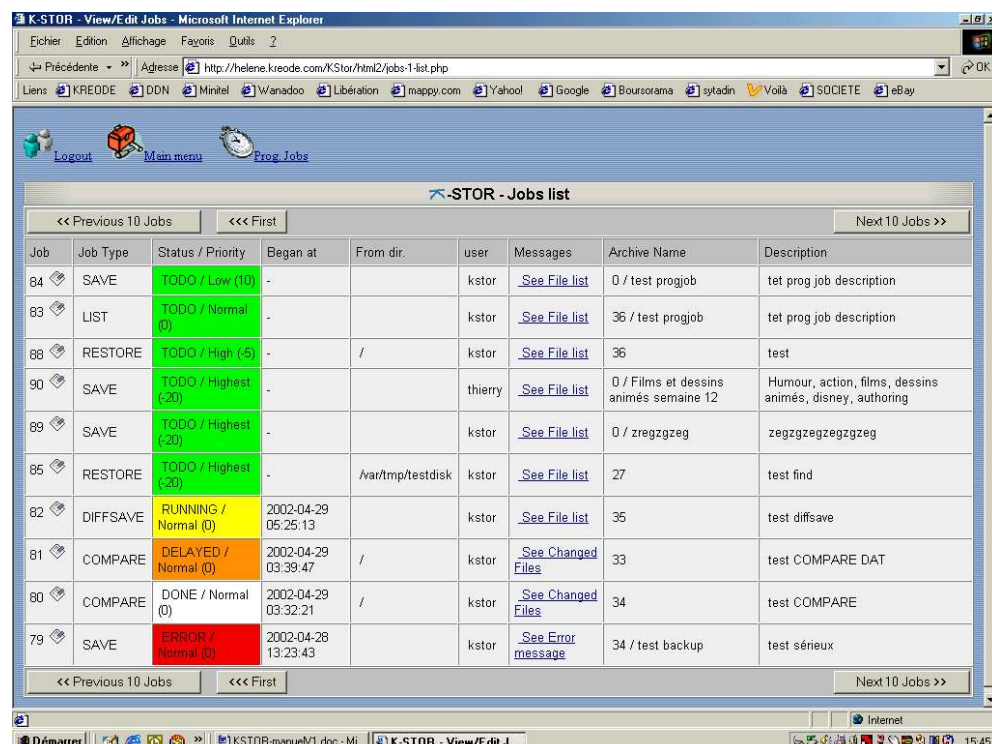 K-STOR - View/Edit Jobs - Microsoft Internet Explorer
Fichier Edition Affichage Favoris Outils ?
Précédente » Adresse http://helene.kreode.com/KStor/html2/jobs-1-list.php OK
Liens KREODE DDN Minitel Wanadoo Libération mappy.com Yahoo! Google Boursorama sytadin Voilà SOCIETE eBay
Logout Main menu Prog. Jobs
K-STOR - Jobs list
<< Previous 10 Jobs <<< First Next 10 Jobs >>
Job Job Type Status / Priority Began at From dir. user Messages Archive Name Description
84 SAVE TODO / Low (10) - kstor See File list 0 / test progjob tet prog job description
83 LIST TODO / Normal (0) - kstor See File list 36 / test progjob tet prog job description
88 RESTORE TODO / High (-5) - / kstor See File list 36 test
90 SAVE TODO / Highest (-20) - thierry See File list 0 / Films et dessins animés semaine 12 Humour, action, films, dessins animés, disney, authoring
89 SAVE TODO / Highest (-20) - kstor See File list 0 / zregzgzeg zegzgzegzegzgzeg
85 RESTORE TODO / Highest (-20) - /var/tmp/testdisk kstor See File list 27 test find
82 DIFFSAVE RUNNING / Normal (0) 2002-04-29 05:25:13 kstor See File list 35 test diffsave
81 COMPARE DELAYED / Normal (0) 2002-04-29 03:39:47 / kstor See Changed Files 33 test COMPARE DAT
80 COMPARE DONE / Normal (0) 2002-04-29 03:32:21 / kstor See Changed Files 34 test COMPARE
79 SAVE ERROR / Normal (0) 2002-04-28 13:23:43 kstor See Error message 34 / test backup test sérieux
<< Previous 10 Jobs <<< First Next 10 Jobs >>
Internet
Démarrer » KSTOR-manuelV1.doc - Mi... K-STOR - View/Edit J... 15:45